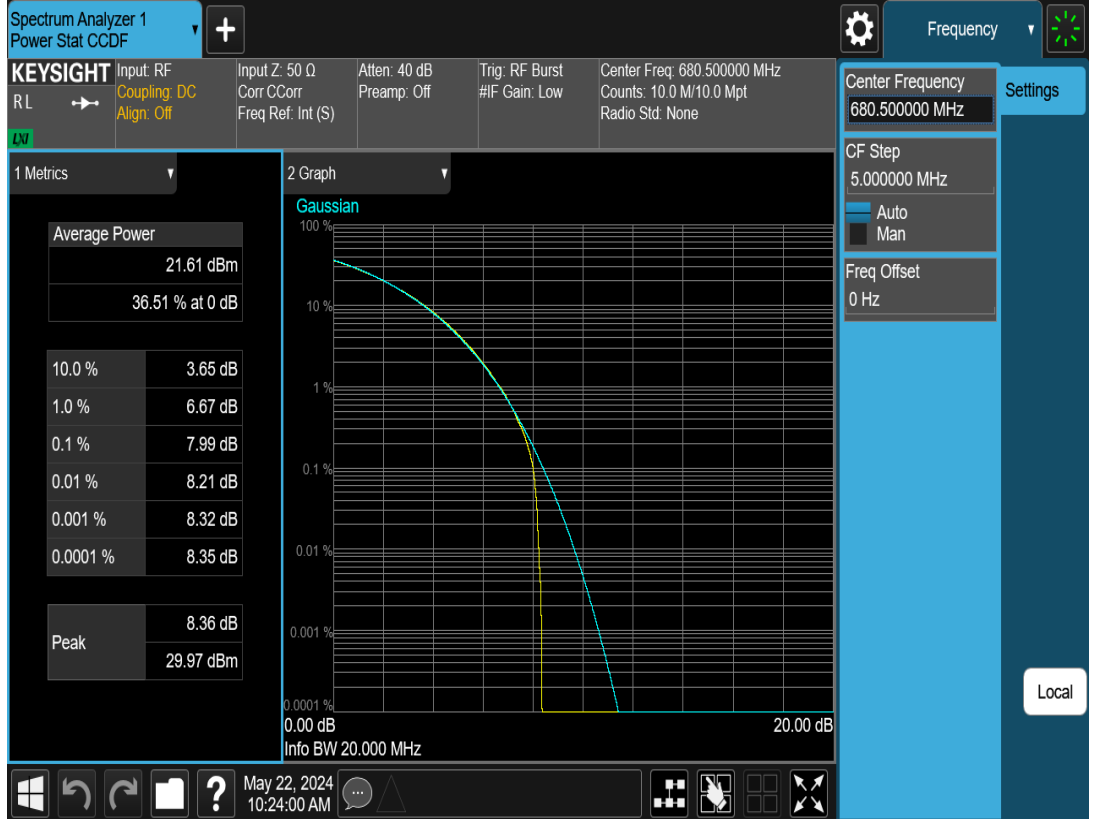 Spectrum Analyzer 1
Power Stat CCDF
+
Frequency
KEYSIGHT
RL
LXI
Input: RF
Coupling: DC
Align: Off
Input Z: 50 Ω
Corr CCorr
Freq Ref: Int (S)
Atten: 40 dB
Preamp: Off
Trig: RF Burst
#IF Gain: Low
Center Freq: 680.500000 MHz
Counts: 10.0 M/10.0 Mpt
Radio Std: None
Center Frequency
680.500000 MHz
Settings
CF Step
5.000000 MHz
Auto
Man
Freq Offset
0 Hz
1 Metrics
Average Power
21.61 dBm
36.51 % at 0 dB
10.0 % 3.65 dB
1.0 % 6.67 dB
0.1 % 7.99 dB
0.01 % 8.21 dB
0.001 % 8.32 dB
0.0001 % 8.35 dB
Peak
8.36 dB
29.97 dBm
2 Graph
Gaussian
100 %
10 %
1 %
0.1 %
0.01 %
0.001 %
0.0001 %
0.00 dB 20.00 dB
Info BW 20.000 MHz
Local
?
May 22, 2024
10:24:00 AM